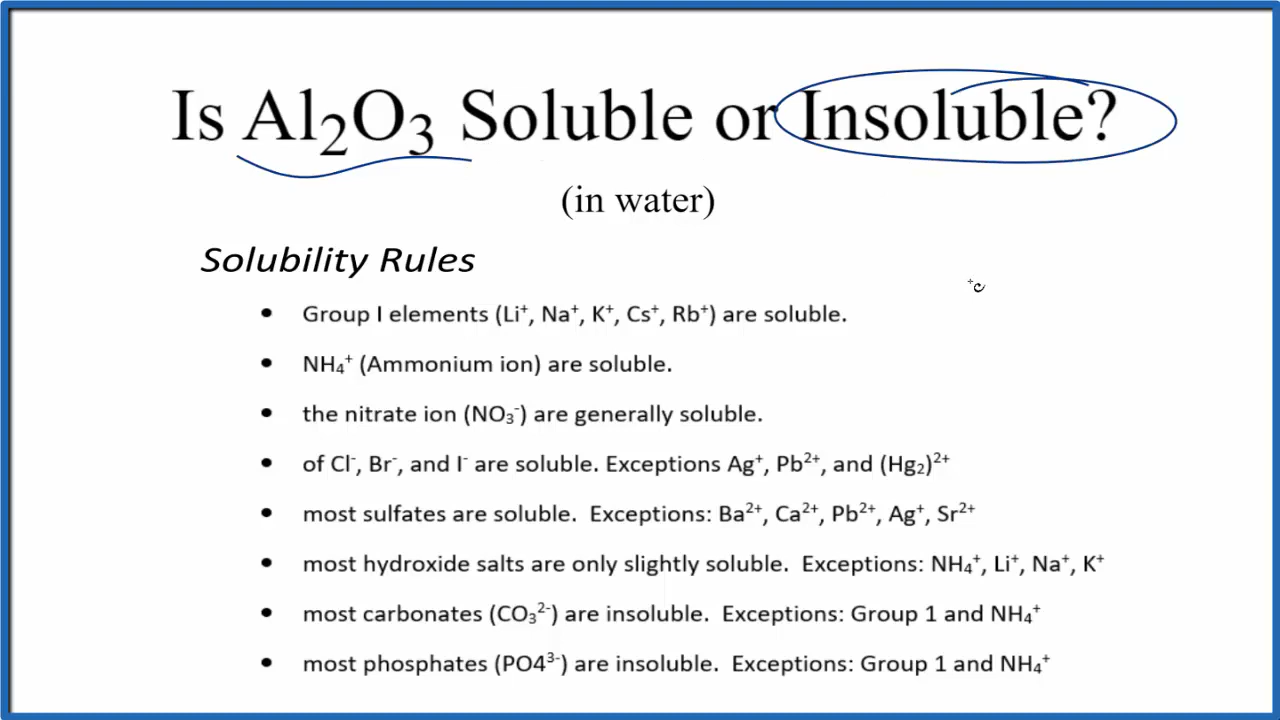 Is Al₂O₃ Soluble or Insoluble?
(in water)
Solubility Rules
• Group I elements (Li⁺, Na⁺, K⁺, Cs⁺, Rb⁺) are soluble.
• NH₄⁺ (Ammonium ion) are soluble.
• the nitrate ion (NO₃⁻) are generally soluble.
• of Cl⁻, Br⁻, and I⁻ are soluble. Exceptions Ag⁺, Pb²⁺, and (Hg₂)²⁺
• most sulfates are soluble. Exceptions: Ba²⁺, Ca²⁺, Pb²⁺, Ag⁺, Sr²⁺
• most hydroxide salts are only slightly soluble. Exceptions: NH₄⁺, Li⁺, Na⁺, K⁺
• most carbonates (CO₃²⁻) are insoluble. Exceptions: Group 1 and NH₄⁺
• most phosphates (PO4³⁻) are insoluble. Exceptions: Group 1 and NH₄⁺